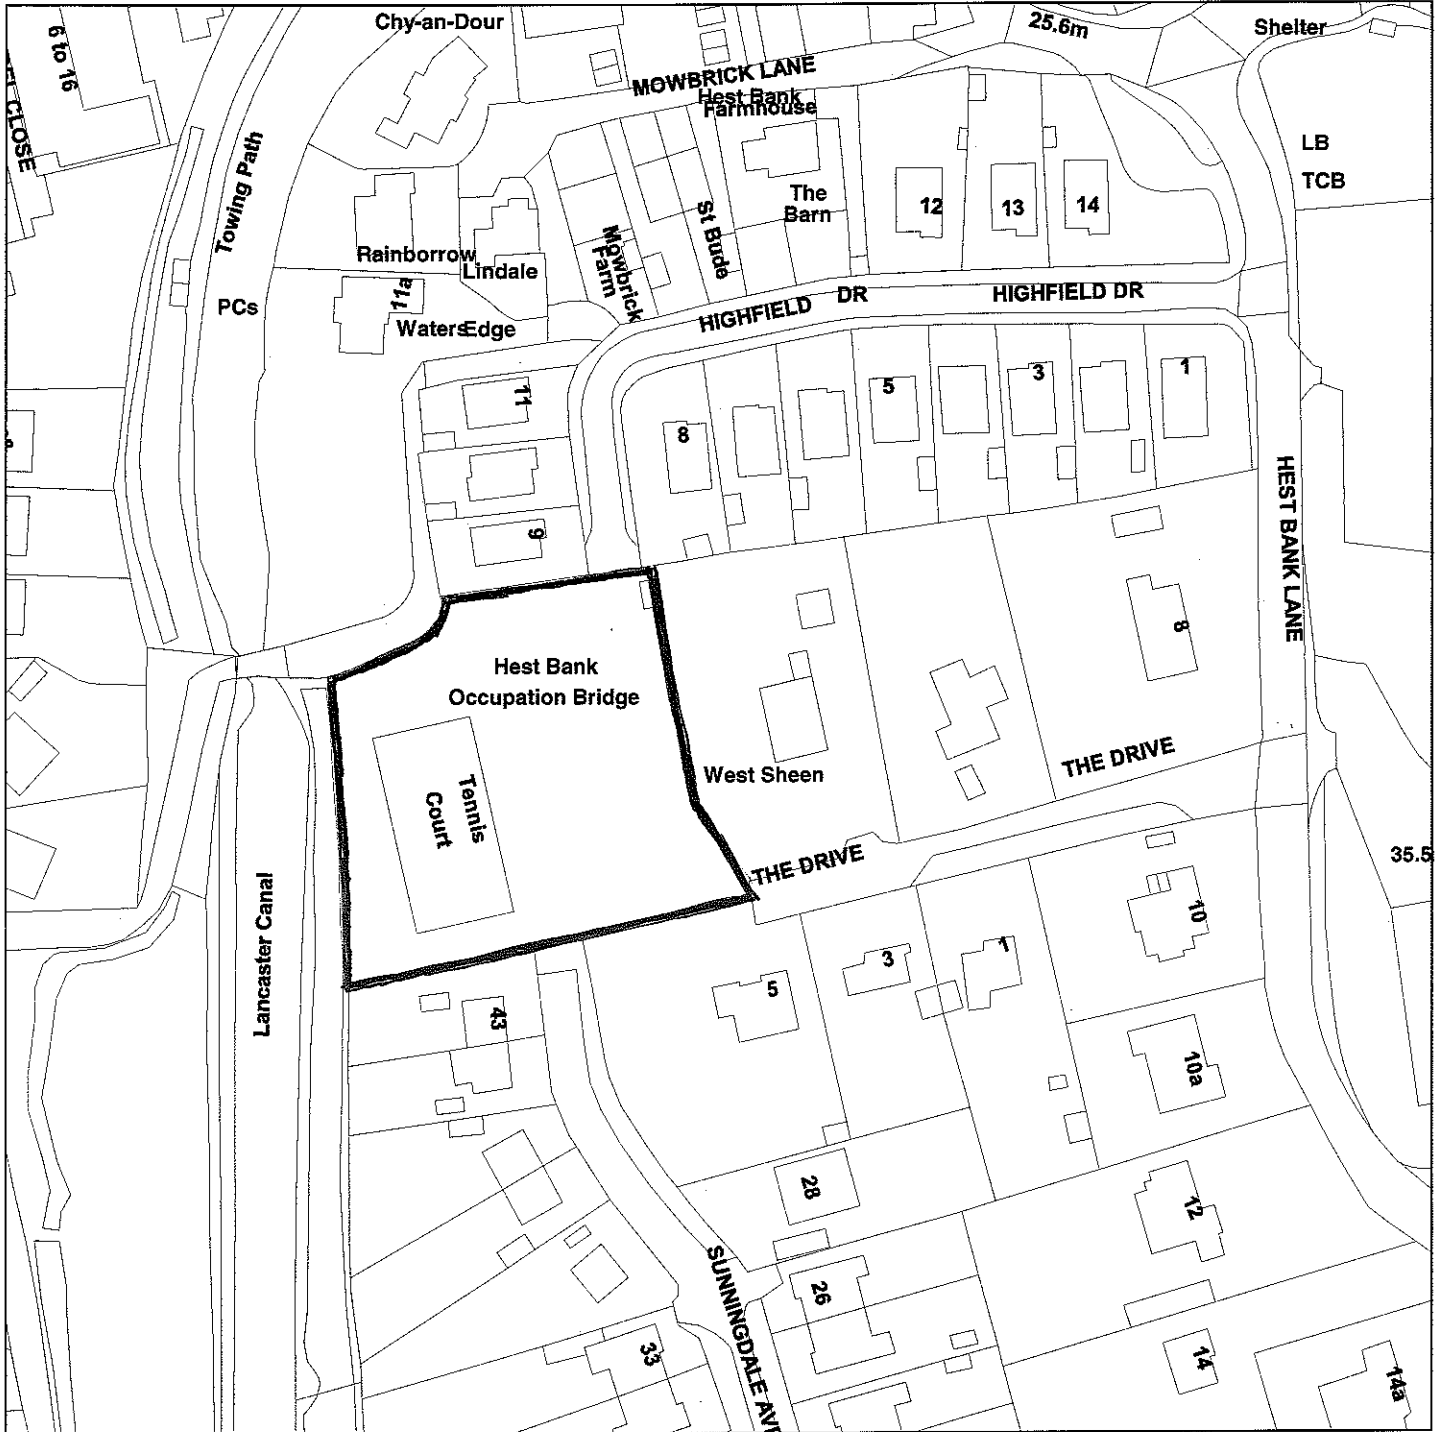 Chy-an-Dour
25.6m
Shelter
6 to 16
CLOSE
MOWBRICK LANE
Hest Bank
Farmhouse
Towing Path
LB
TCB
The
Barn
12
13
14
St Bude
Mowbrick
Farm
Rainborrow
Lindale
11a
PCs
WatersEdge
HIGHFIELD
DR
HIGHFIELD DR
11
8
5
3
1
9
HEST BANK LANE
8
Hest Bank
Occupation Bridge
West Sheen
THE DRIVE
Tennis
Court
THE DRIVE
35.5
Lancaster Canal
10
3
1
5
43
10a
28
12
26
SUNNINGDALE AV
33
14
14a